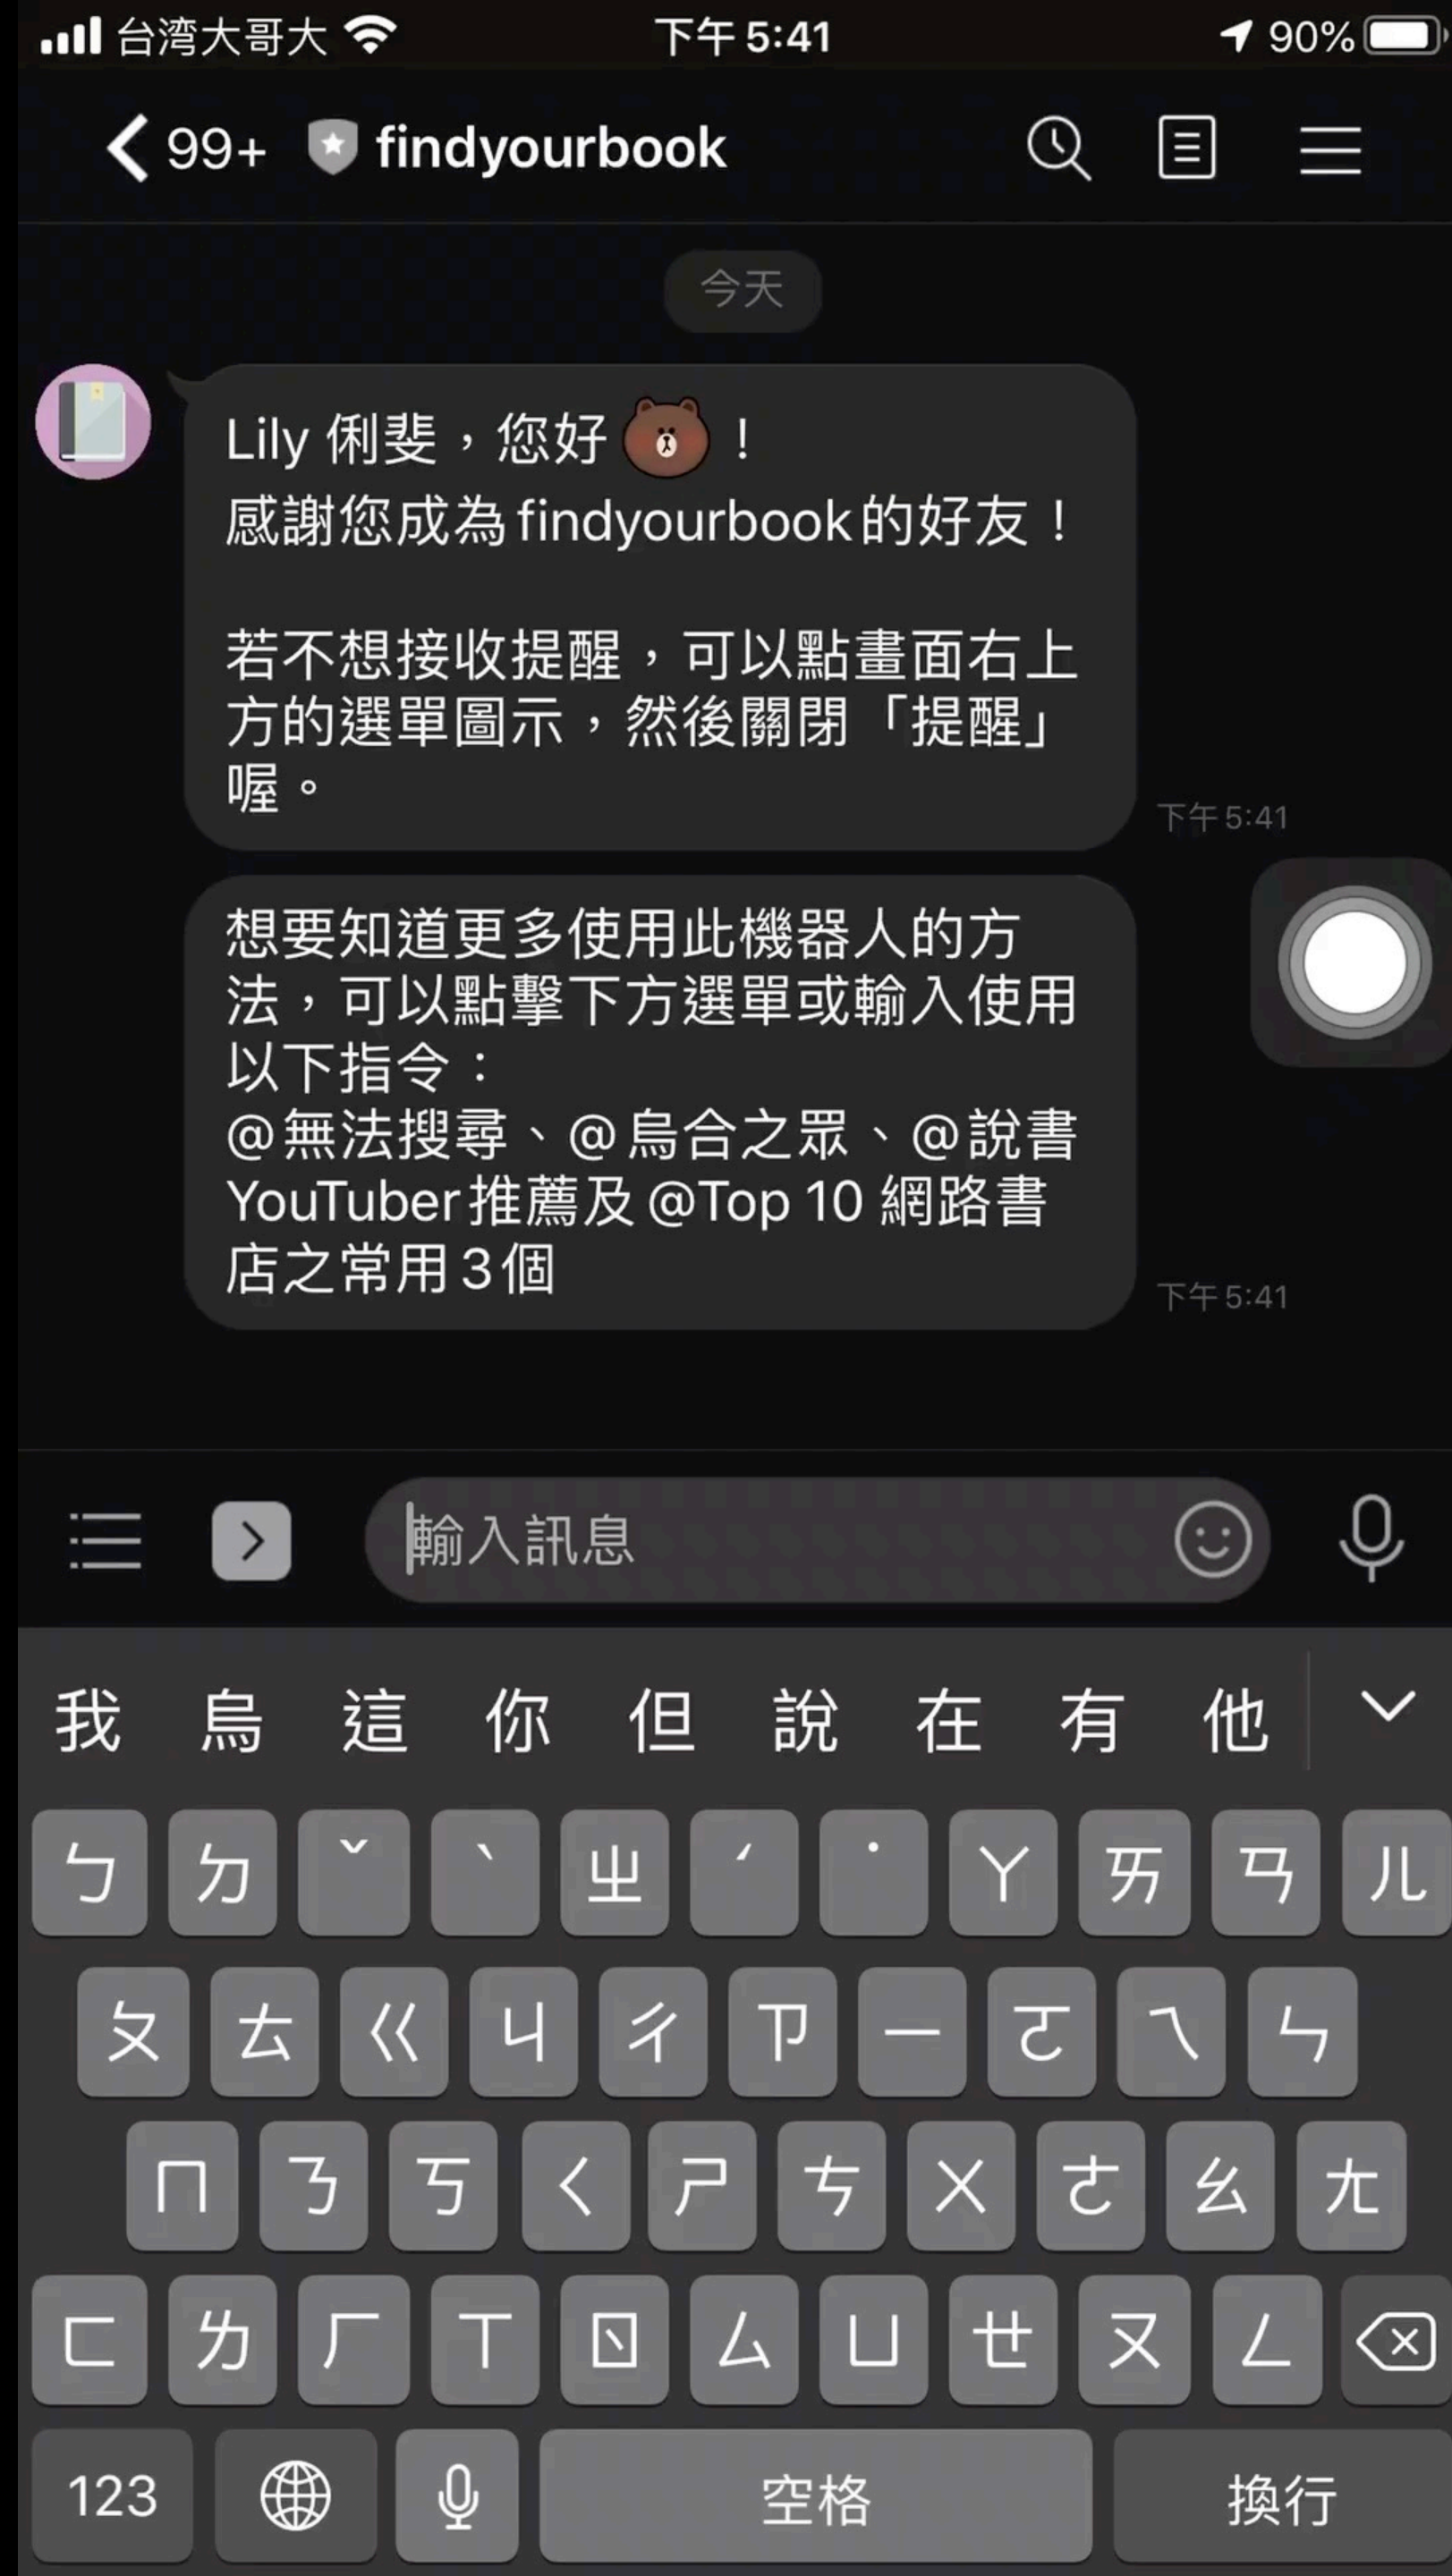 台湾大哥大 下午5:41 90%
99+ findyourbook
今天
Lily 俐斐，您好！
感謝您成為findyourbook的好友！
若不想接收提醒，可以點畫面右上
方的選單圖示，然後關閉「提醒」
喔。
下午5:41
想要知道更多使用此機器人的方
法，可以點擊下方選單或輸入使用
以下指令：
@無法搜尋、@烏合之眾、@說書
YouTuber推薦及 @Top 10 網路書
店之常用3個
下午5:41
輸入訊息
我 烏 這 你 但 說 在 有 他
ㄅ ㄉ ˇ ˋ ㄓ ˊ ˙ ㄚ ㄞ ㄢ ㄦ
ㄆ ㄊ ㄍ ㄐ ㄔ ㄗ ㄧ ㄛ ㄟ ㄣ
ㄇ ㄋ ㄎ ㄑ ㄕ ㄘ ㄨ ㄜ ㄠ ㄤ
ㄈ ㄌ ㄏ ㄒ ㄖ ㄙ ㄩ ㄝ ㄡ ㄥ
123 空格 換行